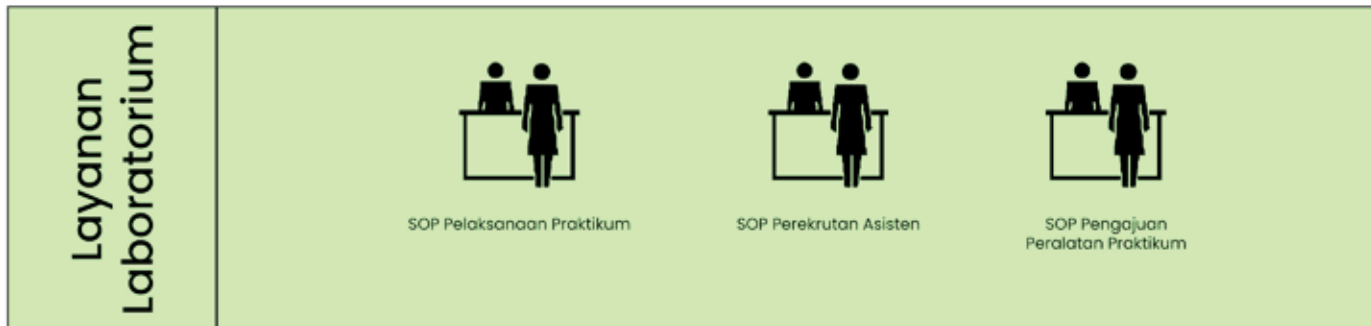 Layanan
Laboratorium
SOP Pelaksanaan Praktikum
SOP Perekrutan Asisten
SOP Pengajuan
Peralatan Praktikum